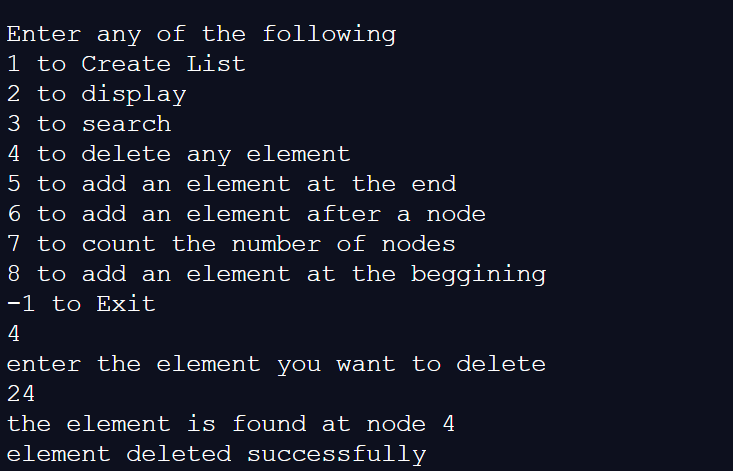 Enter any of the following
1 to Create List
2 to display
3 to search
4 to delete any element
5 to add an element at the end
6 to add an element after a node
7 to count the number of nodes
8 to add an element at the beggining
-1 to Exit
4
enter the element you want to delete
24
the element is found at node 4
element deleted successfully